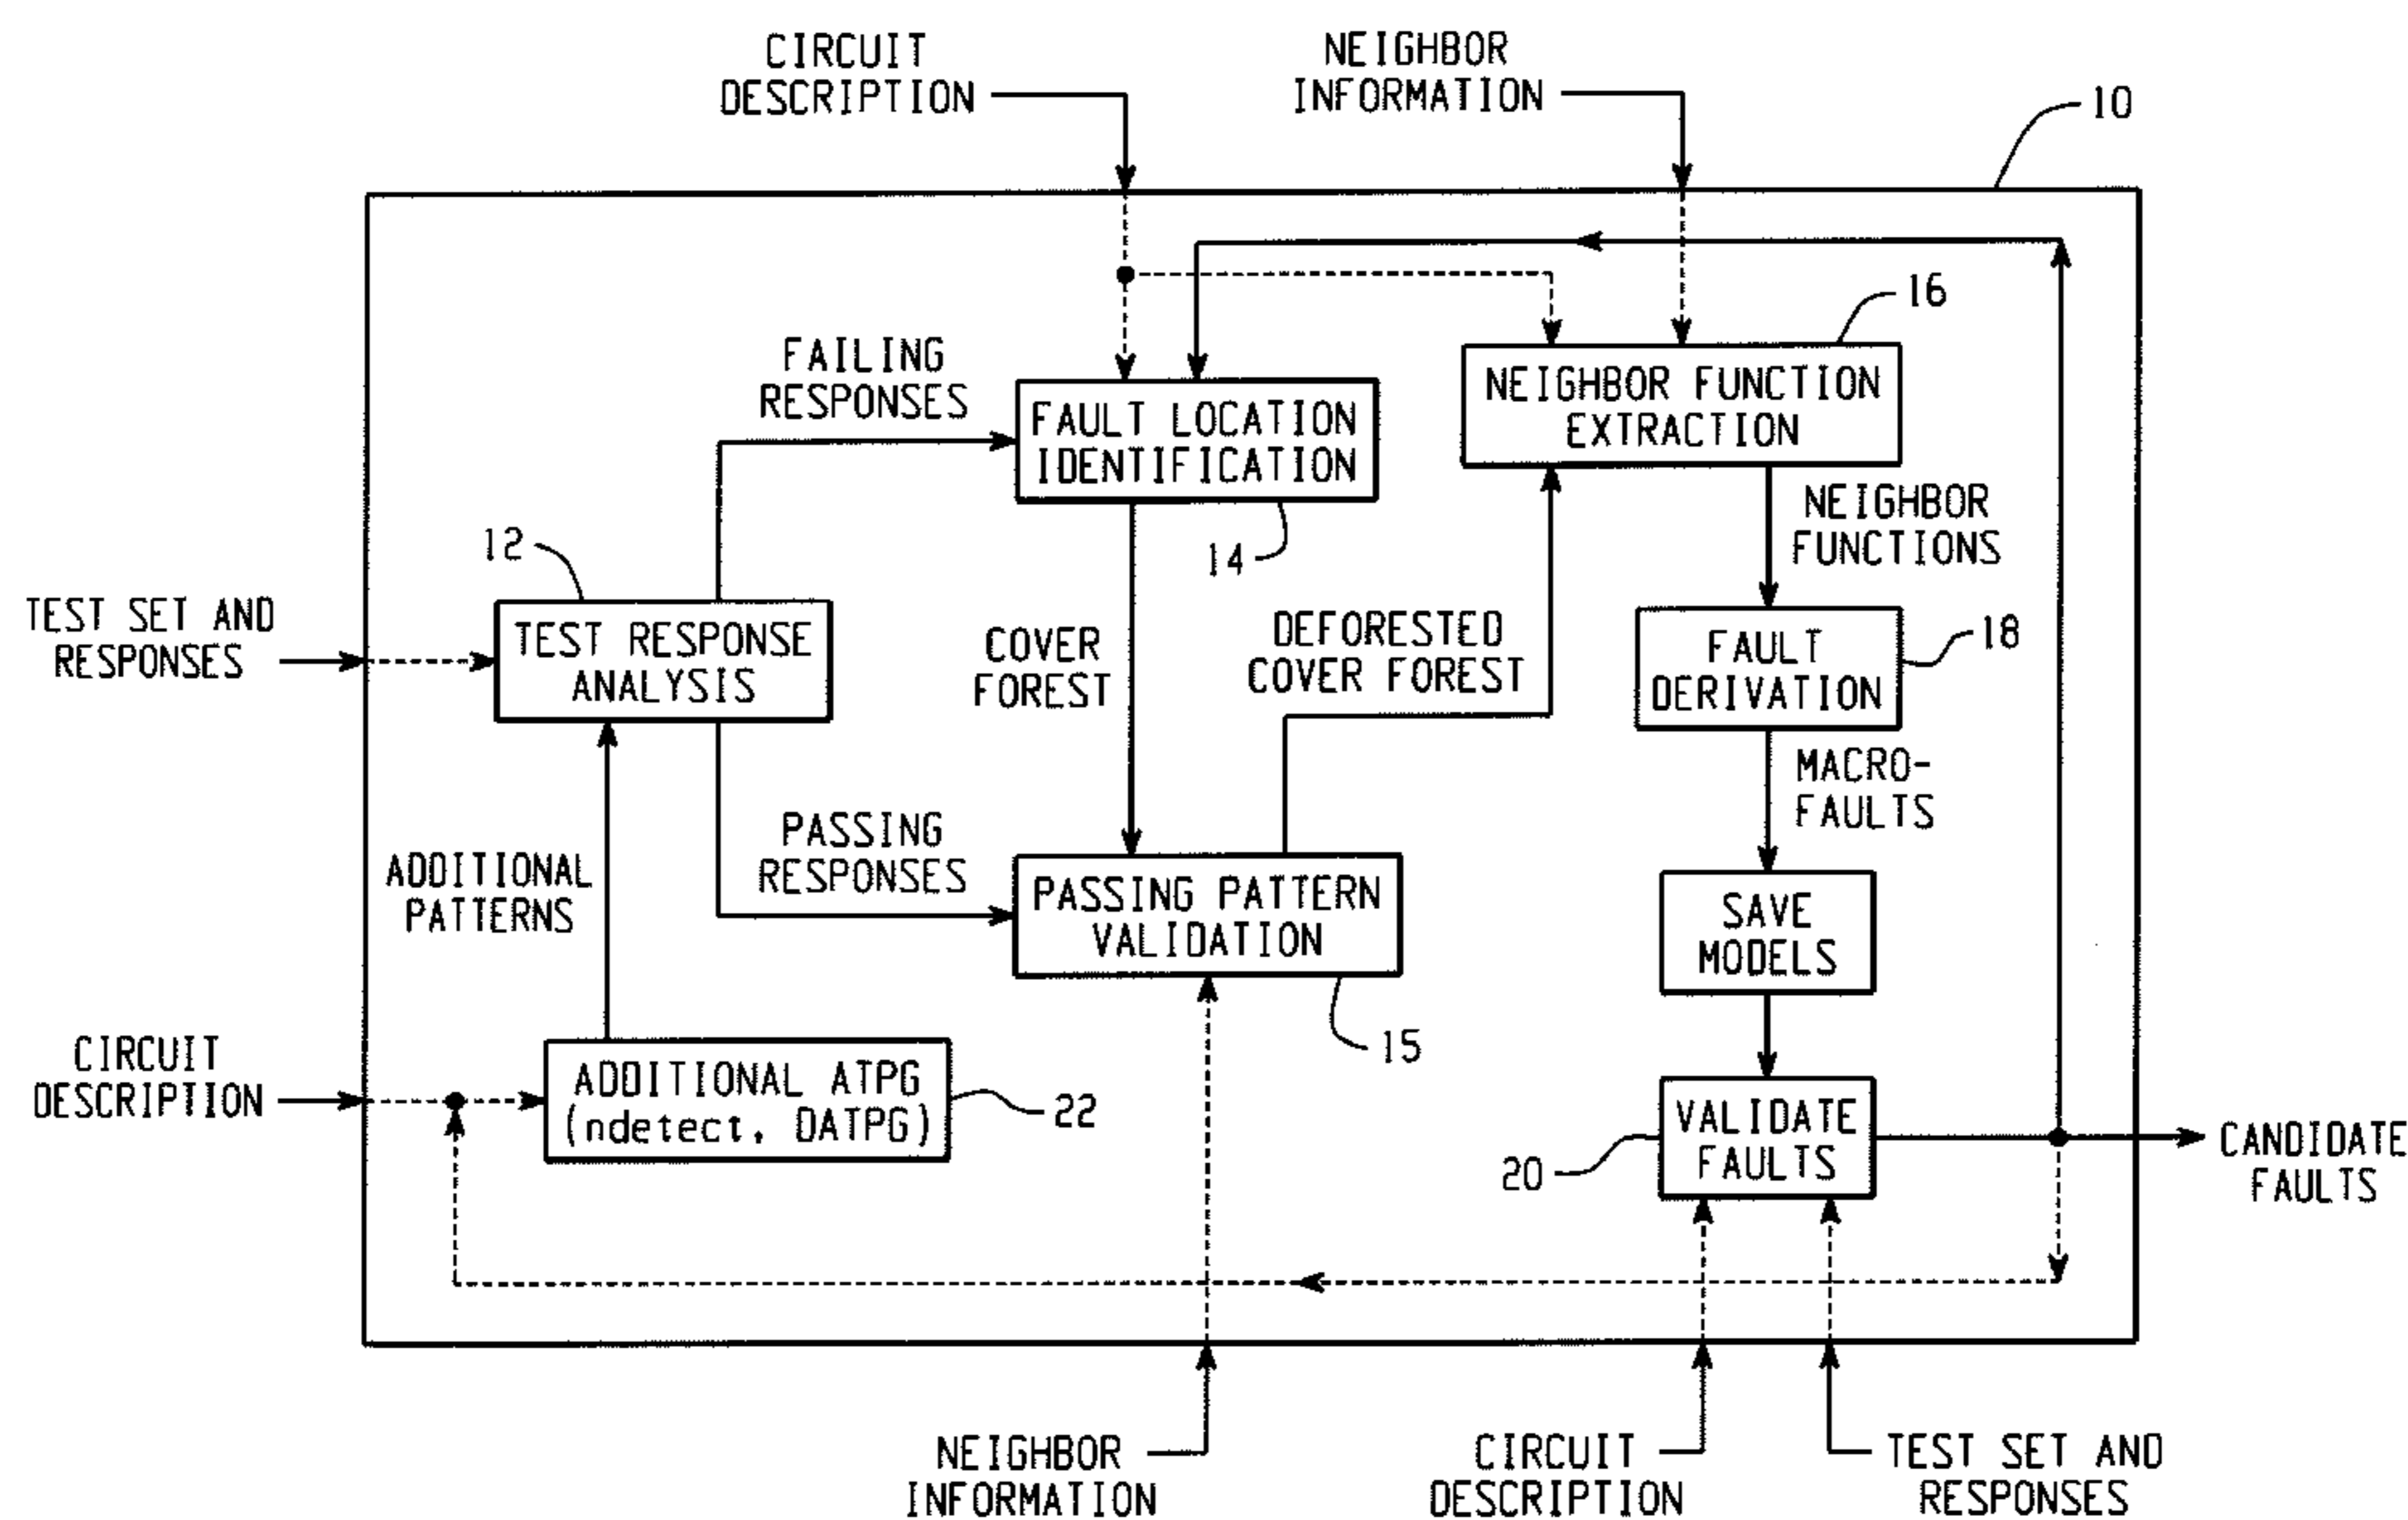 CIRCUIT
DESCRIPTION
NEIGHBOR
INFORMATION
10
16
FAILING
RESPONSES
FAULT LOCATION
IDENTIFICATION
NEIGHBOR FUNCTION
EXTRACTION
12
14
NEIGHBOR
FUNCTIONS
TEST SET AND
RESPONSES
TEST RESPONSE
ANALYSIS
COVER
FOREST
DEFORESTED
COVER FOREST
FAULT
DERIVATION
18
MACRO-
FAULTS
ADDITIONAL
PATTERNS
PASSING
RESPONSES
PASSING PATTERN
VALIDATION
SAVE
MODELS
15
CIRCUIT
DESCRIPTION
ADDITIONAL ATPG
(ndetect, DATPG)
22
VALIDATE
FAULTS
20
CANDIDATE
FAULTS
NEIGHBOR
INFORMATION
CIRCUIT
DESCRIPTION
TEST SET AND
RESPONSES